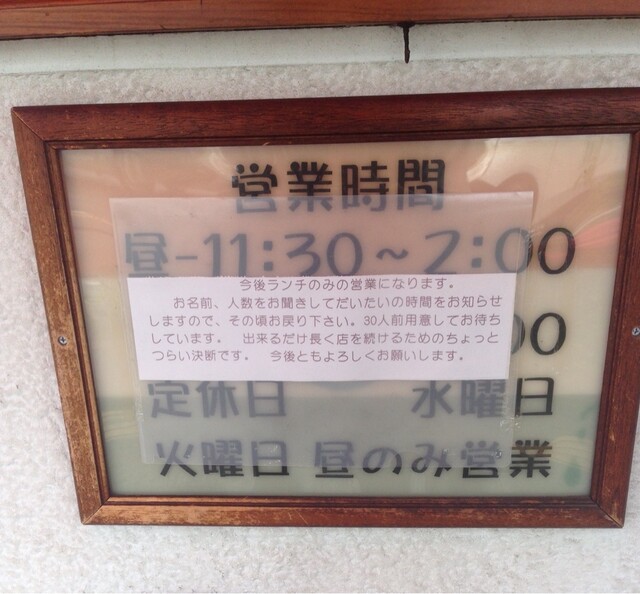 営業時間
昼-11:30~2:00
今後ランチのみの営業になります。
お名前、人数をお聞きしてだいたいの時間をお知らせ
しますので、その頃お戻り下さい。30人前用意してお待ち
しています。 出来るだけ長く店を続けるためのちょっと
つらい決断です。 今後ともよろしくお願いします。
00
定休日 水曜日
火曜日 昼のみ営業